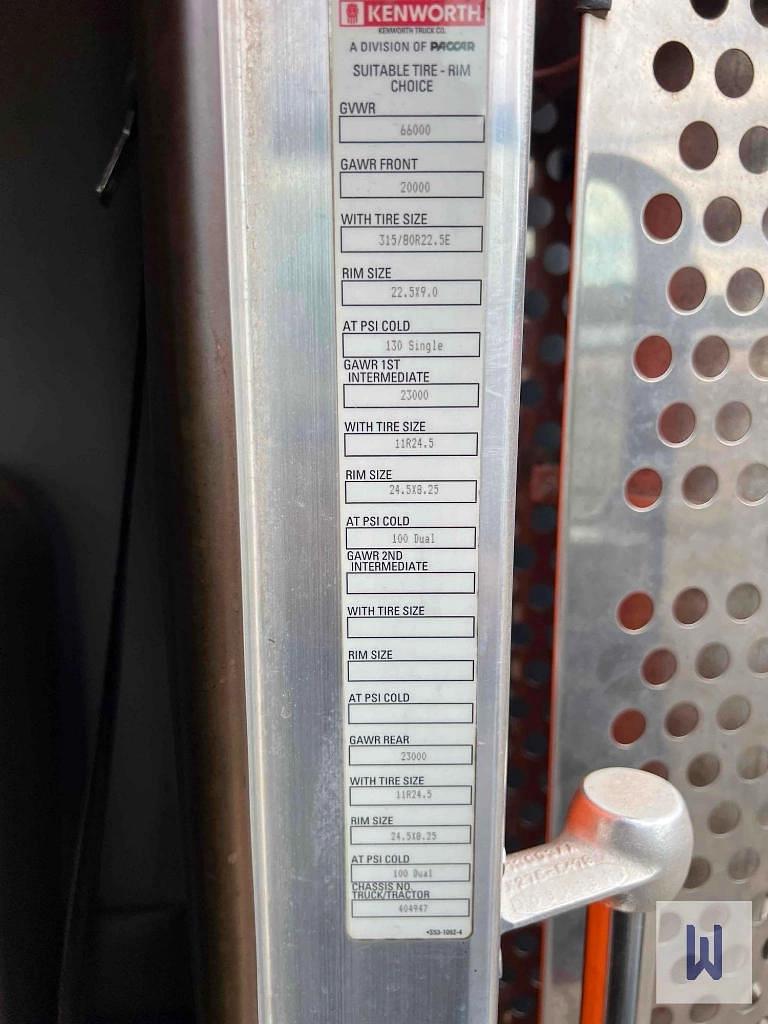 KENWORTH
KENWORTH TRUCK CO.
A DIVISION OF PACCAR
SUITABLE TIRE - RIM
CHOICE
GVWR
66000
GAWR FRONT
20000
WITH TIRE SIZE
315/80R22.5E
RIM SIZE
22.5X9.0
AT PSI COLD
130 Single
GAWR 1ST
INTERMEDIATE
23000
WITH TIRE SIZE
11R24.5
RIM SIZE
24.5X8.25
AT PSI COLD
100 Dual
GAWR 2ND
INTERMEDIATE
WITH TIRE SIZE
RIM SIZE
AT PSI COLD
GAWR REAR
23000
WITH TIRE SIZE
11R24.5
RIM SIZE
24.5X8.25
AT PSI COLD
100 Dual
CHASSIS NO.
TRUCK/TRACTOR
404947
W